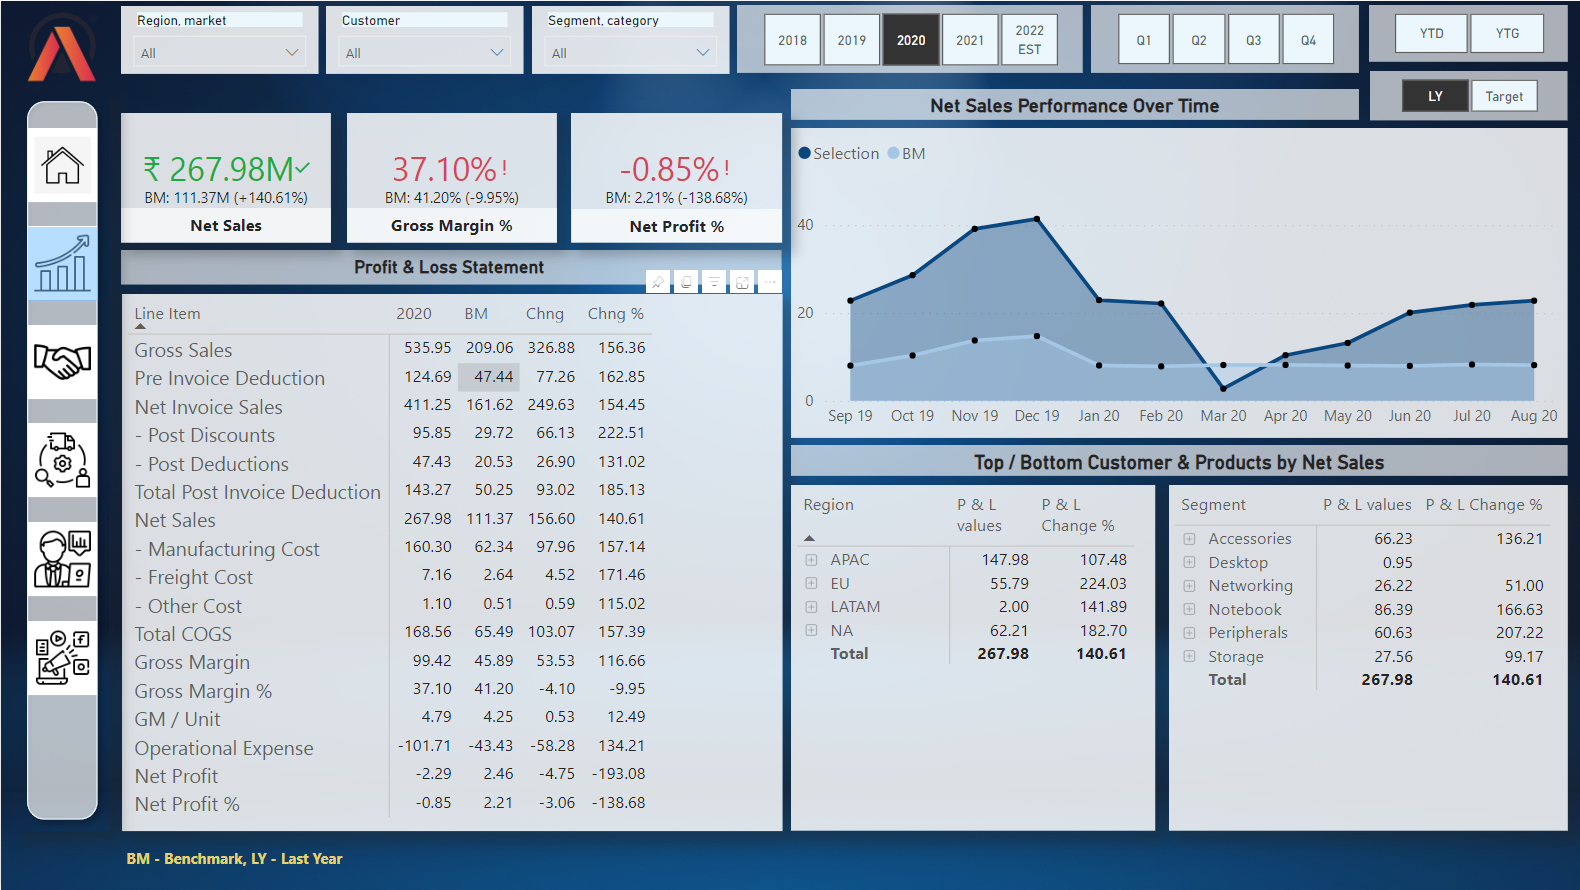 Region, market
All
Customer
All
Segment, category
All
2018
2019
2020
2021
2022
EST
Q1
Q2
Q3
Q4
YTD
YTG
LY
Target
₹ 267.98M
BM: 111.37M (+140.61%)
Net Sales
37.10%!
BM: 41.20% (-9.95%)
Gross Margin %
-0.85%!
BM: 2.21% (-138.68%)
Net Profit %
Profit & Loss Statement
Line Item 2020 BM Chng Chng %
Gross Sales 535.95 209.06 326.88 156.36
Pre Invoice Deduction 124.69 47.44 77.26 162.85
Net Invoice Sales 411.25 161.62 249.63 154.45
- Post Discounts 95.85 29.72 66.13 222.51
- Post Deductions 47.43 20.53 26.90 131.02
Total Post Invoice Deduction 143.27 50.25 93.02 185.13
Net Sales 267.98 111.37 156.60 140.61
- Manufacturing Cost 160.30 62.34 97.96 157.14
- Freight Cost 7.16 2.64 4.52 171.46
- Other Cost 1.10 0.51 0.59 115.02
Total COGS 168.56 65.49 103.07 157.39
Gross Margin 99.42 45.89 53.53 116.66
Gross Margin % 37.10 41.20 -4.10 -9.95
GM / Unit 4.79 4.25 0.53 12.49
Operational Expense -101.71 -43.43 -58.28 134.21
Net Profit -2.29 2.46 -4.75 -193.08
Net Profit % -0.85 2.21 -3.06 -138.68
Net Sales Performance Over Time
Selection BM
40
20
0
Sep 19 Oct 19 Nov 19 Dec 19 Jan 20 Feb 20 Mar 20 Apr 20 May 20 Jun 20 Jul 20 Aug 20
Top / Bottom Customer & Products by Net Sales
Region P & L values P & L Change %
APAC 147.98 107.48
EU 55.79 224.03
LATAM 2.00 141.89
NA 62.21 182.70
Total 267.98 140.61
Segment P & L values P & L Change %
Accessories 66.23 136.21
Desktop 0.95
Networking 26.22 51.00
Notebook 86.39 166.63
Peripherals 60.63 207.22
Storage 27.56 99.17
Total 267.98 140.61
BM - Benchmark, LY - Last Year